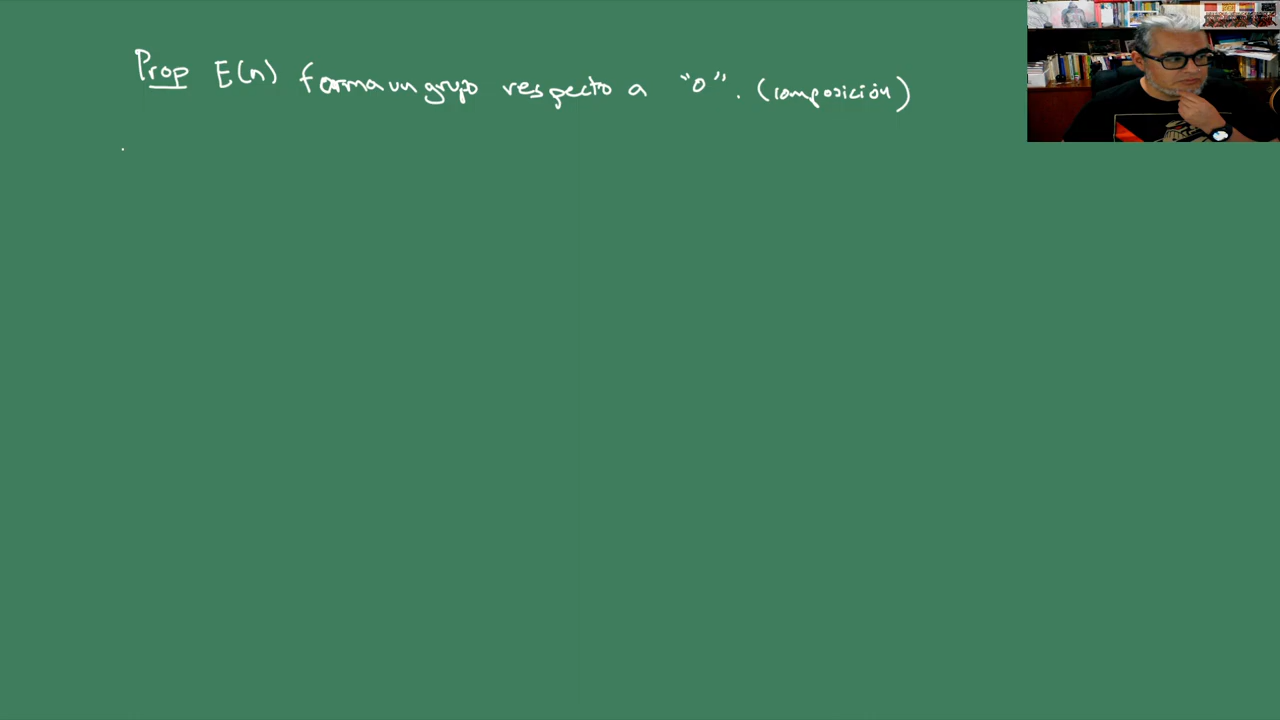 Prop E(n) forma un grupo respecto a "o". (composición)